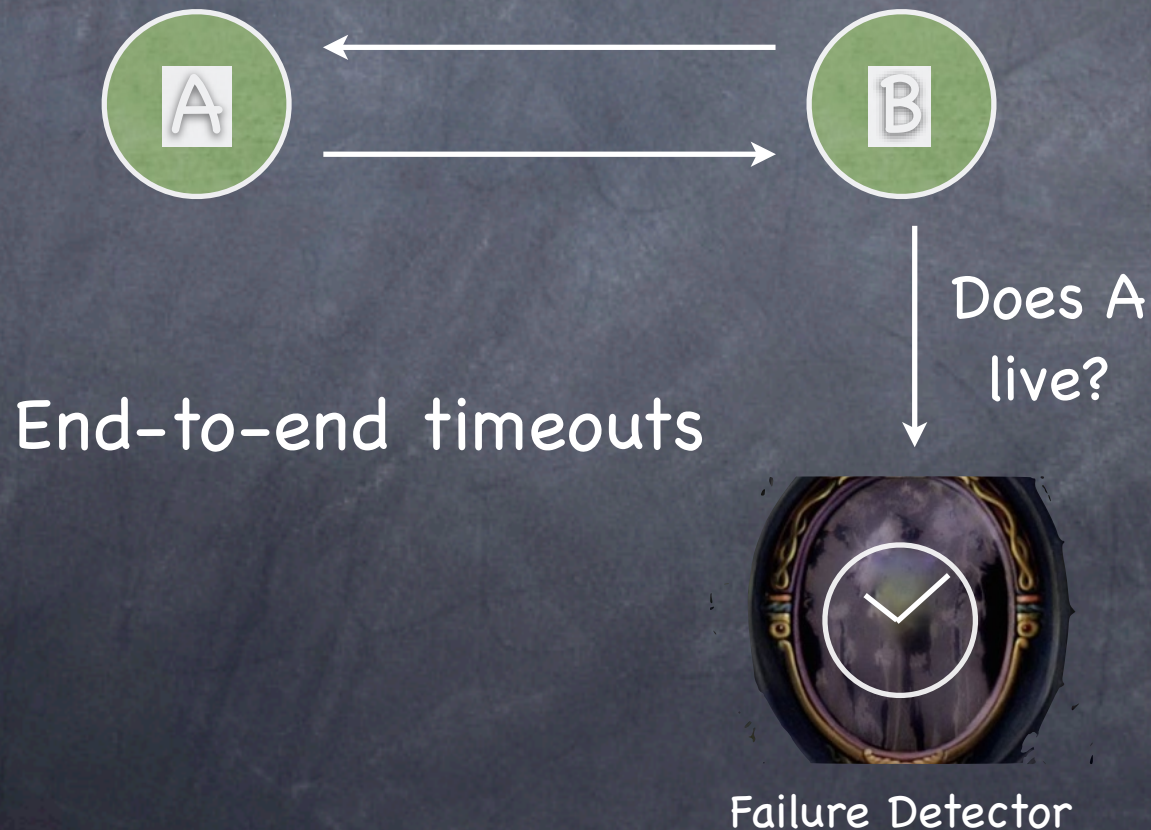 A
B
Does A
live?
End-to-end timeouts
Failure Detector